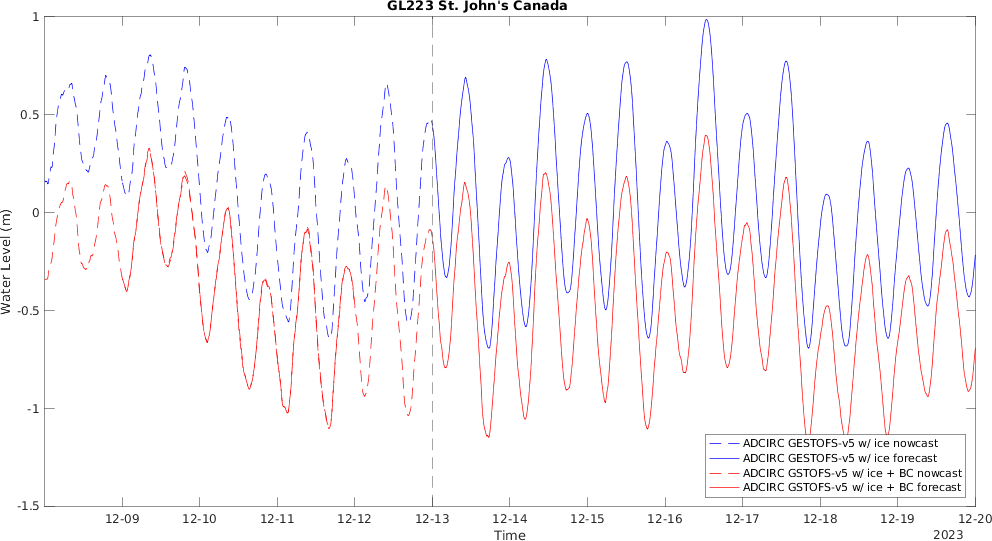 GL223 St. John's Canada
Water Level (m)
1
0.5
0
-0.5
-1
-1.5
ADCIRC GESTOFS-v5 w/ ice nowcast
ADCIRC GESTOFS-v5 w/ ice forecast
ADCIRC GSTOFS-v5 w/ ice + BC nowcast
ADCIRC GSTOFS-v5 w/ ice + BC forecast
12-09 12-10 12-11 12-12 12-13 12-14 12-15 12-16 12-17 12-18 12-19 12-20
Time
2023